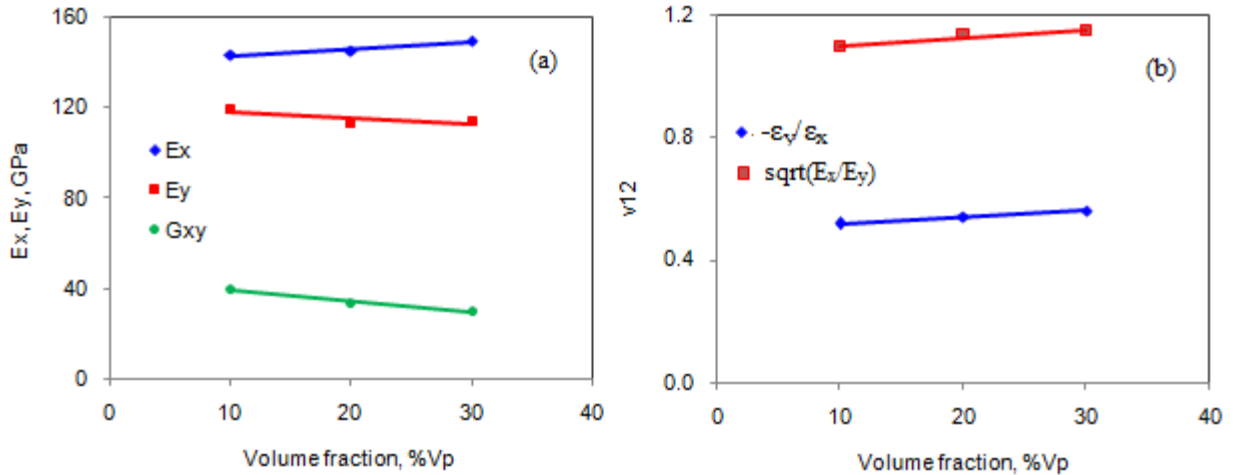 160
120
80
40
0
0
10
20
30
40
Ex, Ey, GPa
Volume fraction, %Vp
(a)
Ex
Ey
Gxy
1.2
0.8
0.4
0.0
0
10
20
30
40
v12
Volume fraction, %Vp
(b)
-εy/εx
sqrt(Ex/Ey)